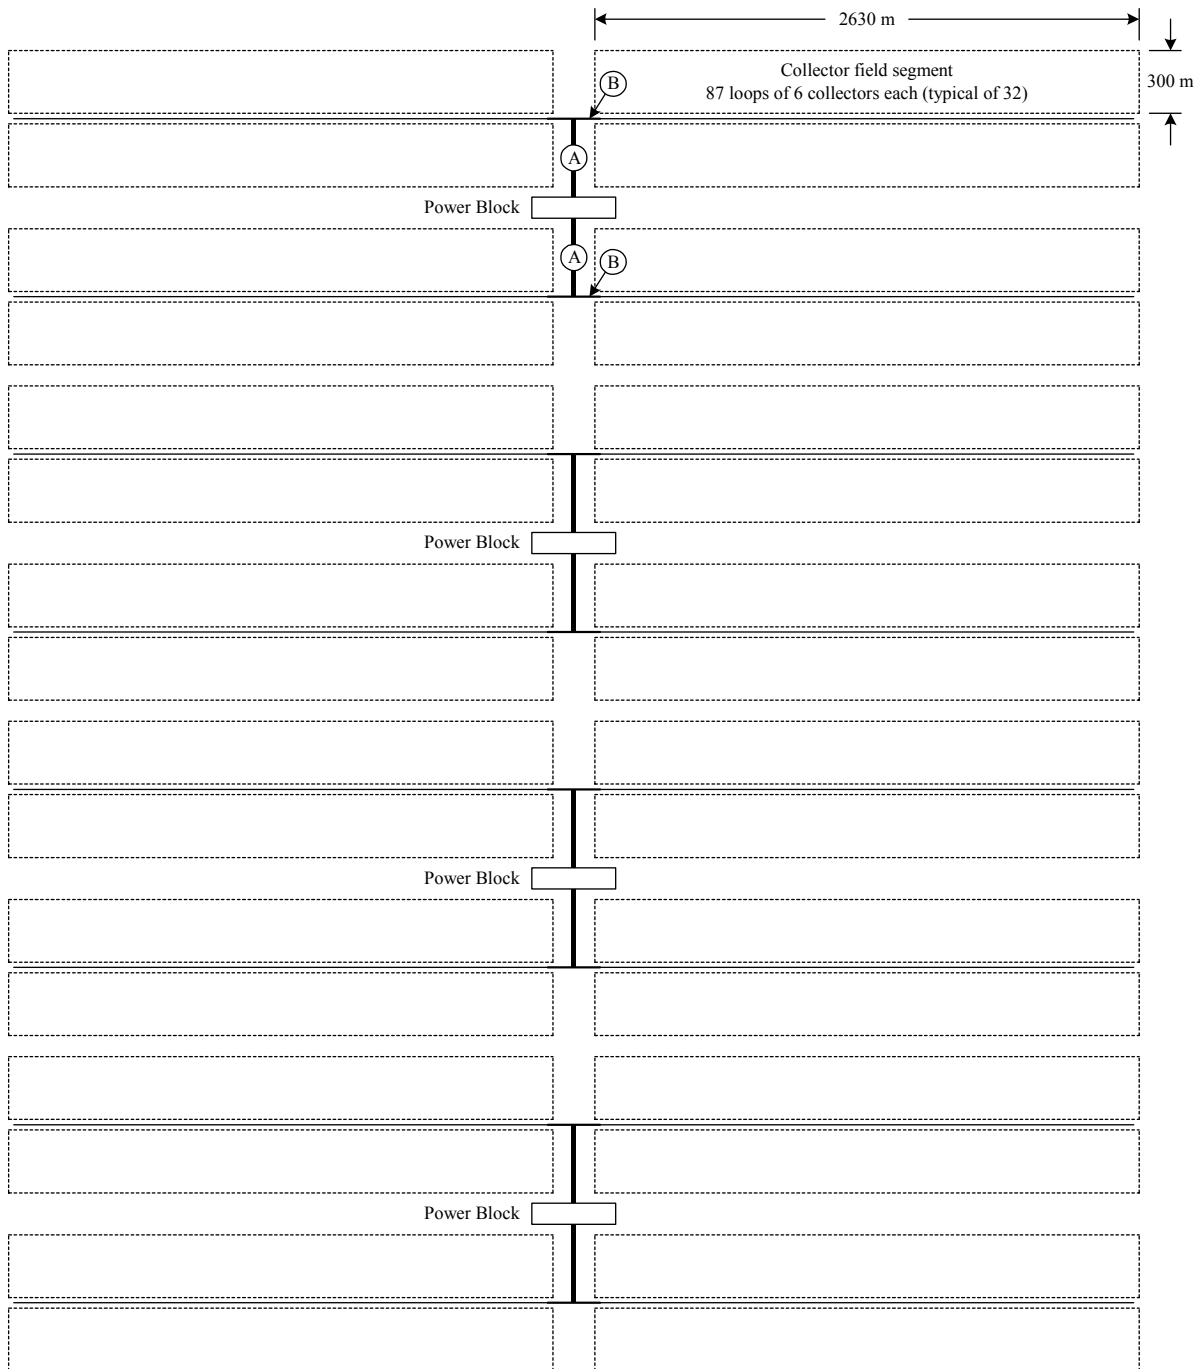 2630 m
Collector field segment
87 loops of 6 collectors each (typical of 32)
300 m
B
A
Power Block
A
B
Power Block
Power Block
Power Block